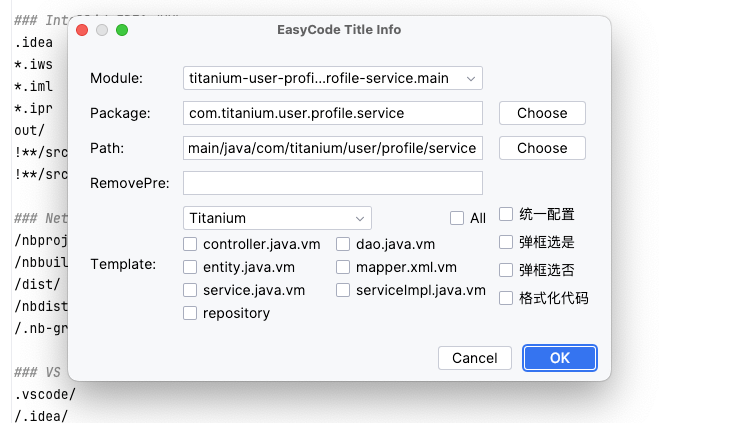 ### Int
EasyCode Title Info
.idea
*.iws
*.iml
*.ipr
out/
!**/src
!**/src
### Net
/nbproj
/nbbuil
/dist/
/nbdist
/.nb-gr
### VS
.vscode/
/.idea/
Module:
titanium-user-profi...rofile-service.main
Package:
com.titanium.user.profile.service
Choose
Path:
main/java/com/titanium/user/profile/service
Choose
RemovePre:
Titanium
All
统一配置
controller.java.vm
dao.java.vm
弹框选是
Template:
entity.java.vm
mapper.xml.vm
弹框选否
service.java.vm
serviceImpl.java.vm
格式化代码
repository
Cancel
OK